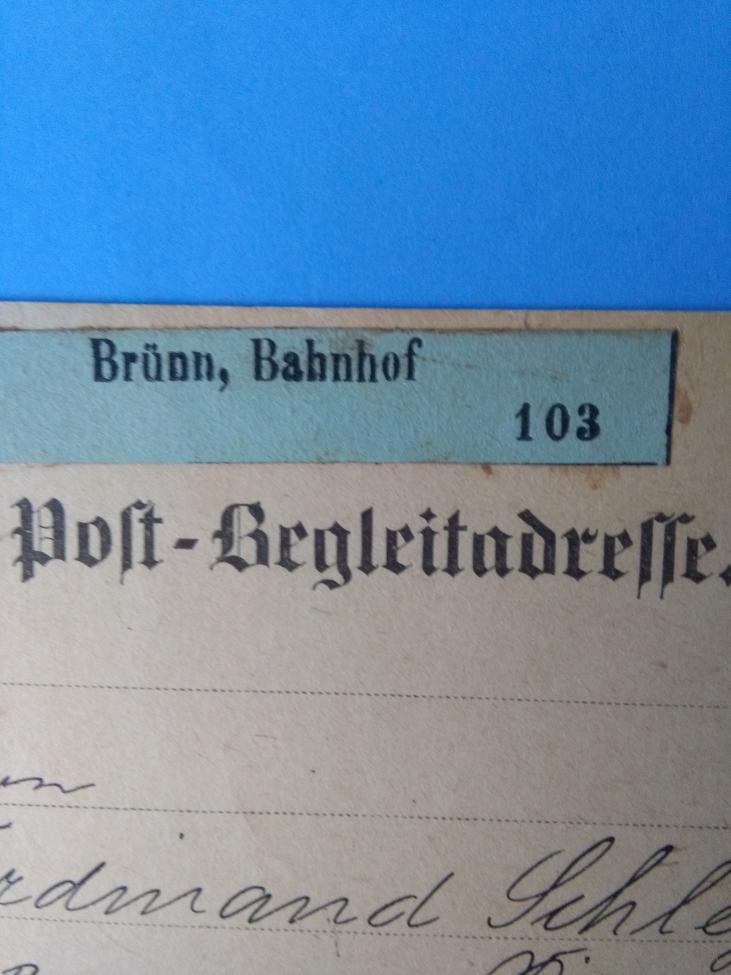 Brünn, Bahnhof
103
Post-Begleitadresse.
rdinand Schle